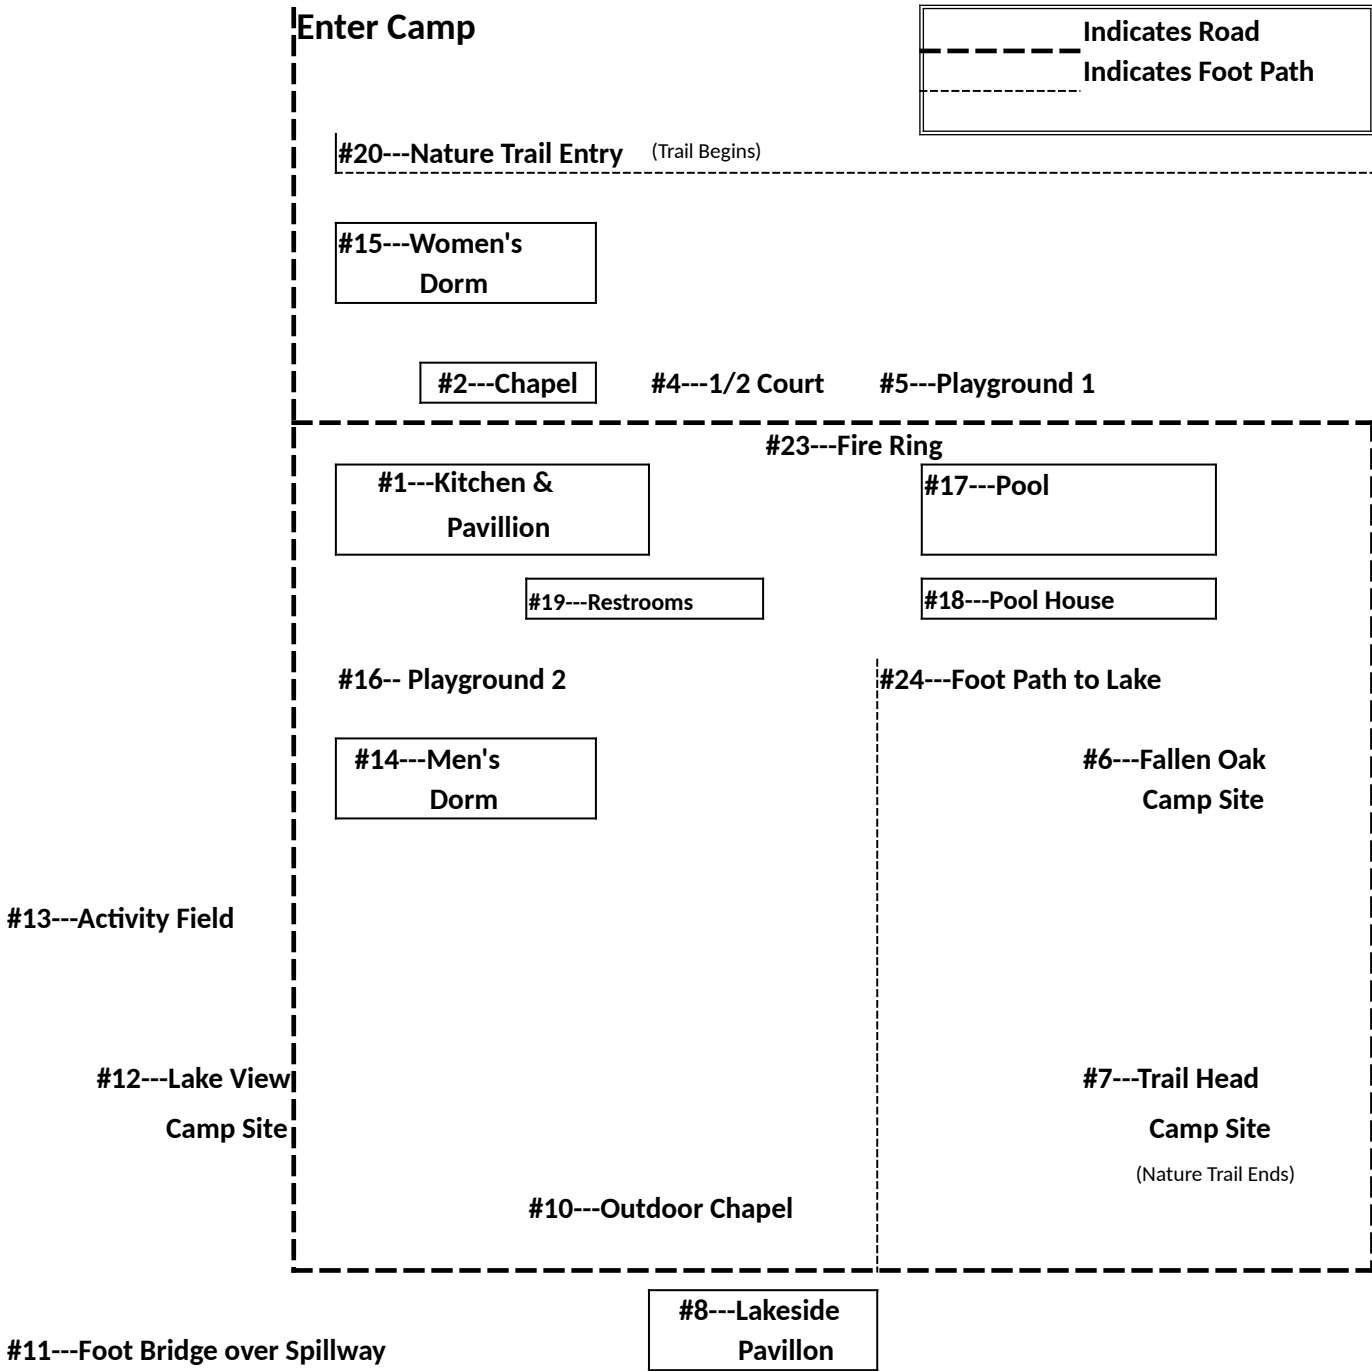 Enter Camp
Indicates Road
Indicates Foot Path
#20---Nature Trail Entry (Trail Begins)
#15---Women's
Dorm
#2---Chapel #4---1/2 Court #5---Playground 1
#23---Fire Ring
#1---Kitchen & #17---Pool
Pavillion
#19---Restrooms #18---Pool House
#16-- Playground 2 #24---Foot Path to Lake
#14---Men's #6---Fallen Oak
Dorm Camp Site
#13---Activity Field
#12---Lake View #7---Trail Head
Camp Site Camp Site
(Nature Trail Ends)
#10---Outdoor Chapel
#8---Lakeside
#11---Foot Bridge over Spillway Pavillon